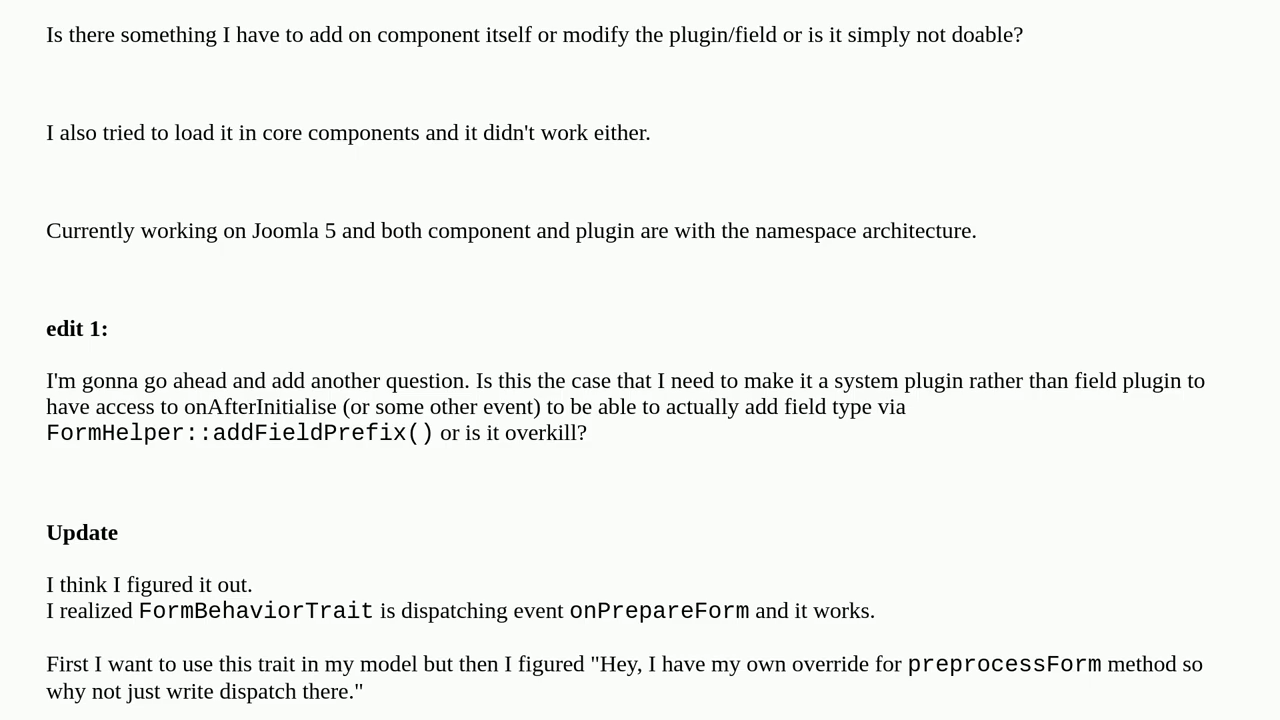 Is there something I have to add on component itself or modify the plugin/field or is it simply not doable?
I also tried to load it in core components and it didn't work either.
Currently working on Joomla 5 and both component and plugin are with the namespace architecture.
edit 1:
I'm gonna go ahead and add another question. Is this the case that I need to make it a system plugin rather than field plugin to
have access to onAfterInitialise (or some other event) to be able to actually add field type via
FormHelper::addFieldPrefix() or is it overkill?
Update
I think I figured it out.
I realized FormBehaviorTrait is dispatching event onPrepareForm and it works.
First I want to use this trait in my model but then I figured "Hey, I have my own override for preprocessForm method so
why not just write dispatch there."